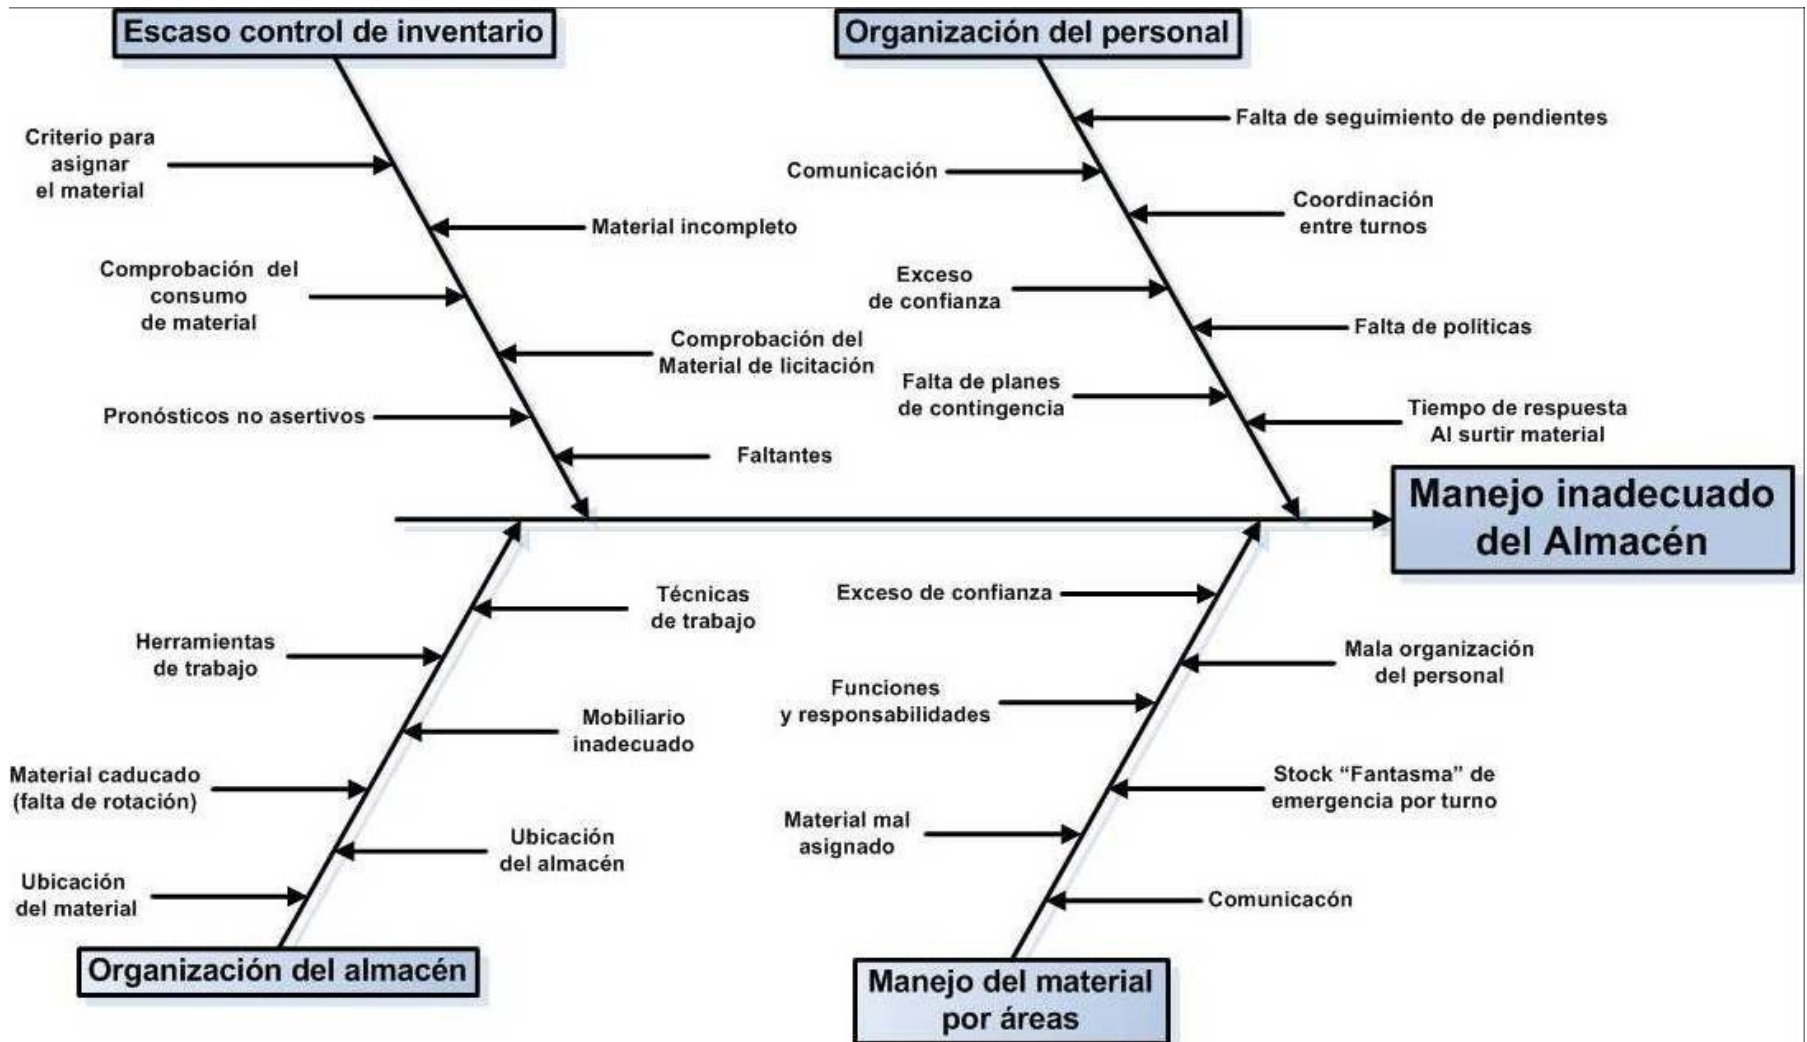 Escaso control de inventario
Criterio para
asignar
el material
Material incompleto
Comprobación del
consumo
de material
Comprobación del
Material de licitación
Pronósticos no asertivos
Faltantes
Organización del personal
Falta de seguimiento de pendientes
Comunicación
Coordinación
entre turnos
Exceso
de confianza
Falta de políticas
Falta de planes
de contingencia
Tiempo de respuesta
Al surtir material
Manejo inadecuado
del Almacén
Técnicas
de trabajo
Herramientas
de trabajo
Mobiliario
inadecuado
Material caducado
(falta de rotación)
Ubicación
del almacén
Ubicación
del material
Organización del almacén
Exceso de confianza
Mala organización
del personal
Funciones
y responsabilidades
Stock “Fantasma” de
emergencia por turno
Material mal
asignado
Comunicacón
Manejo del material
por áreas